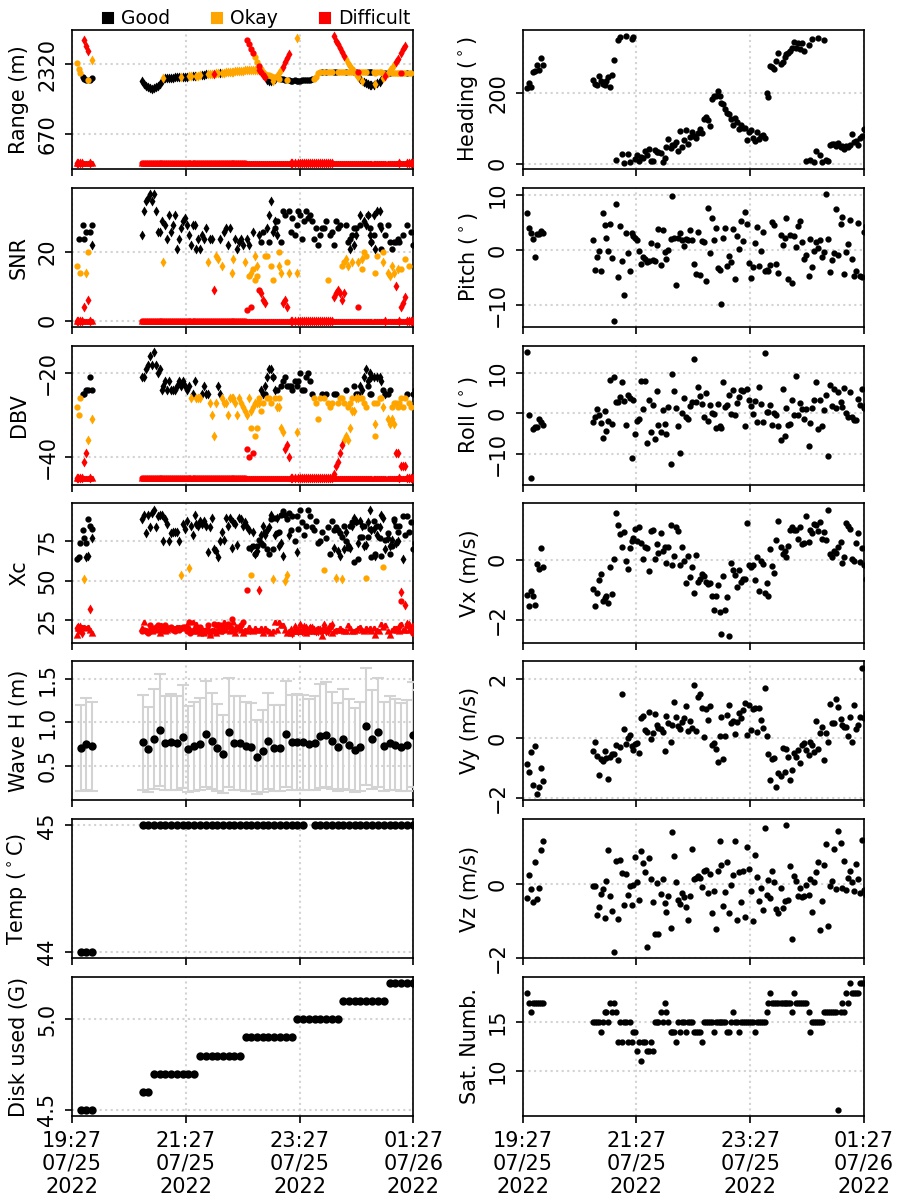 Good Okay Difficult
Range (m)
2320
670
Heading (°)
200
0
SNR
20
0
Pitch (°)
10
0
−10
DBV
−20
−40
Roll (°)
10
0
−10
Xc
75
50
25
Vx (m/s)
0
−2
Wave H (m)
1.5
1.0
0.5
Vy (m/s)
2
0
−2
Temp (°C)
45
44
Vz (m/s)
0
−2
Disk used (G)
5.0
4.5
Sat. Numb.
15
10
19:27 21:27 23:27 01:27
07/25 07/25 07/25 07/26
2022 2022 2022 2022
19:27 21:27 23:27 01:27
07/25 07/25 07/25 07/26
2022 2022 2022 2022